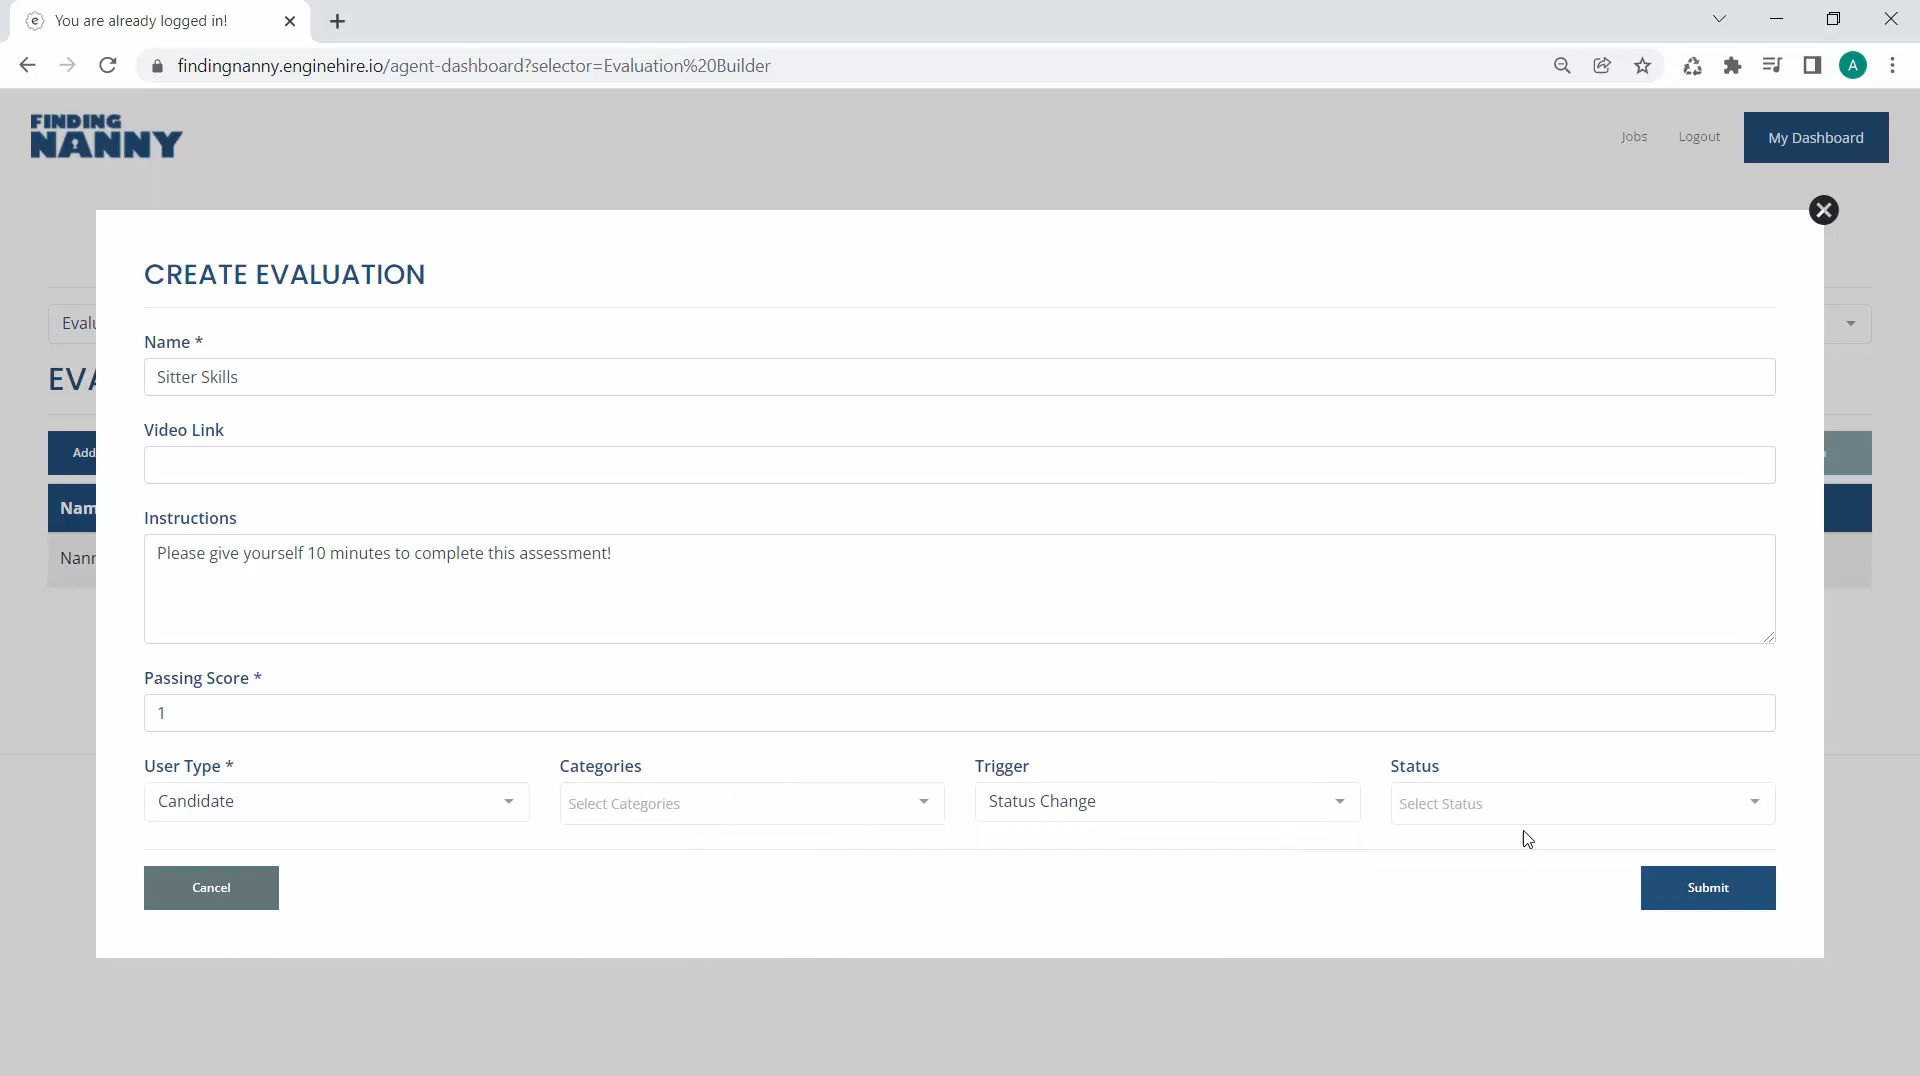 You are already logged in!
findingnanny.enginehire.io/agent-dashboard?selector=Evaluation%20Builder
A
FINDING
NANNY
Jobs
Logout
My Dashboard
CREATE EVALUATION
Name *
Sitter Skills
Video Link
Instructions
Please give yourself 10 minutes to complete this assessment!
Passing Score *
1
User Type *
Categories
Trigger
Status
Candidate
Select Categories
Status Change
Select Status
Cancel
Submit
Evalu
EVA
Add
Nam
Nanr